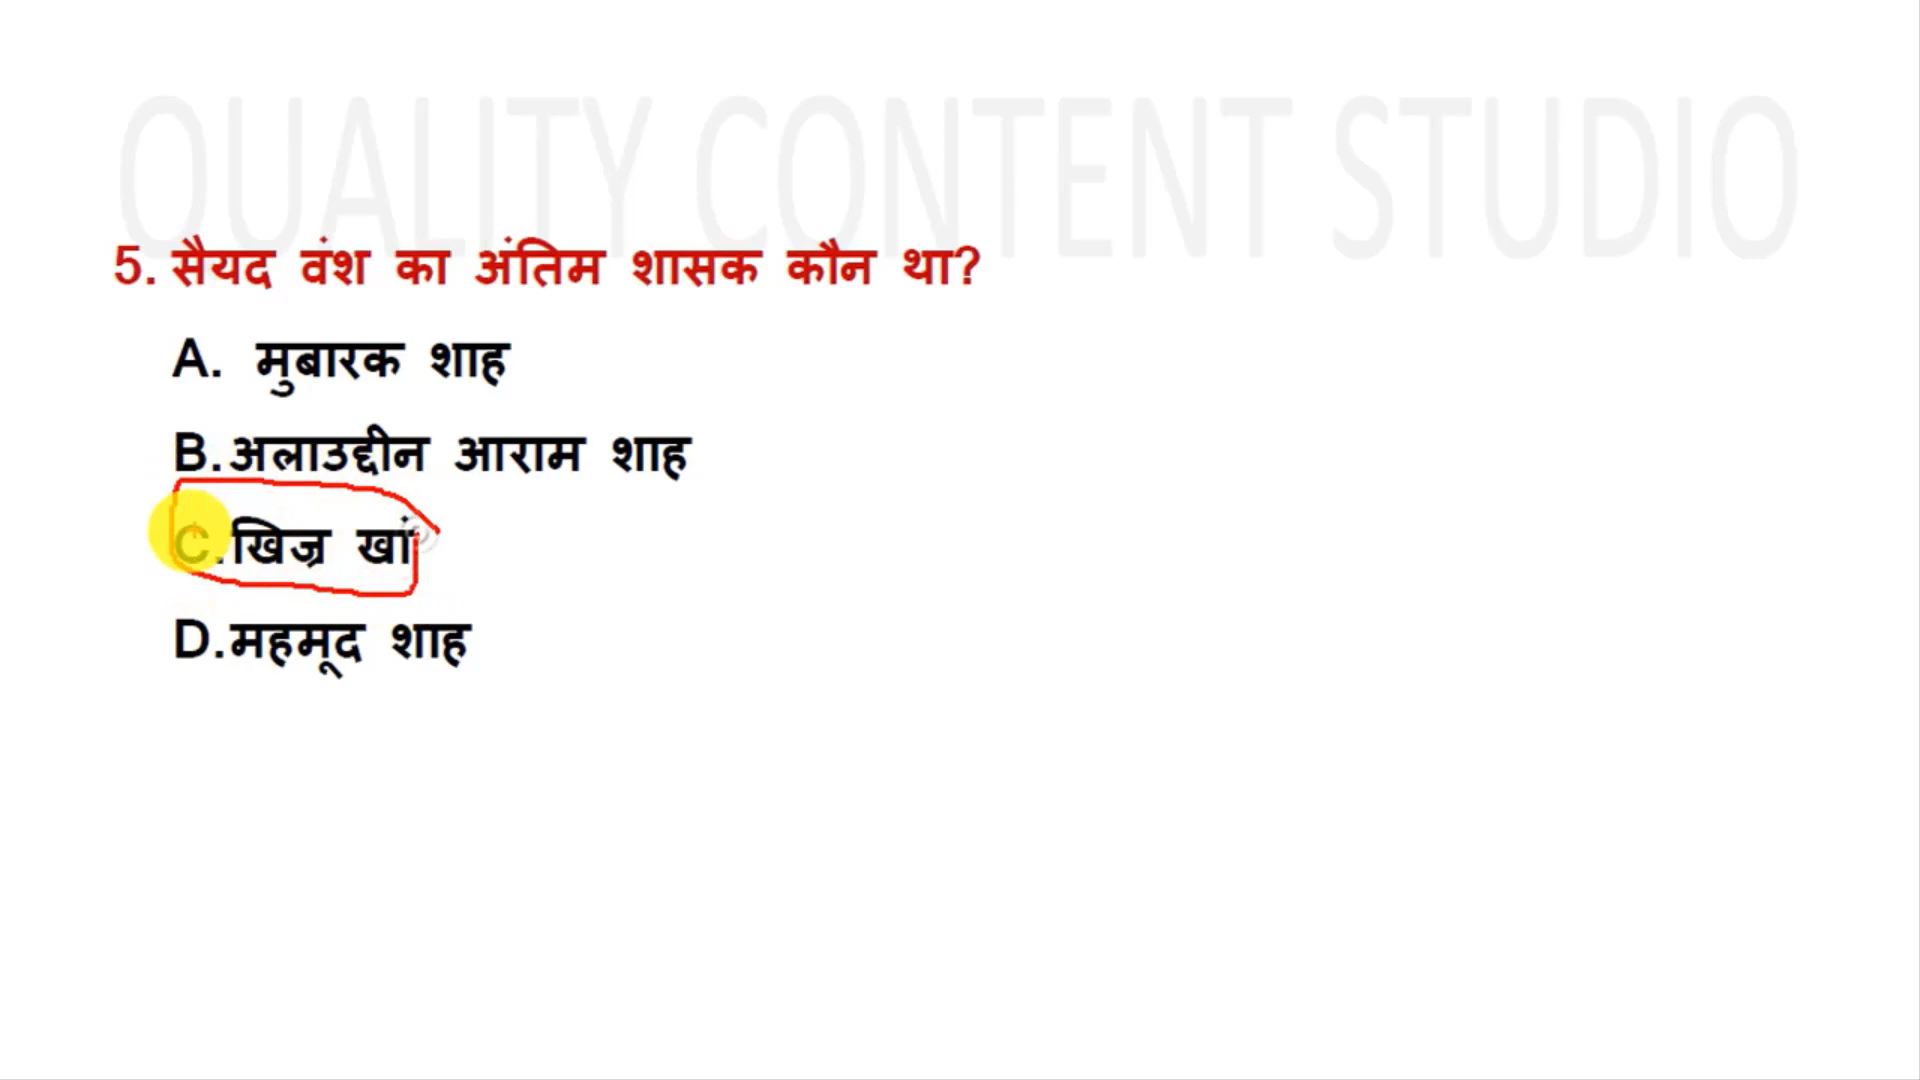 QUALITY CONTENT STUDIO
5. सैयद वंश का अंतिम शासक कौन था?
A. मुबारक शाह
B. अलाउद्दीन आराम शाह
C. खिज्र खां
D. महमूद शाह